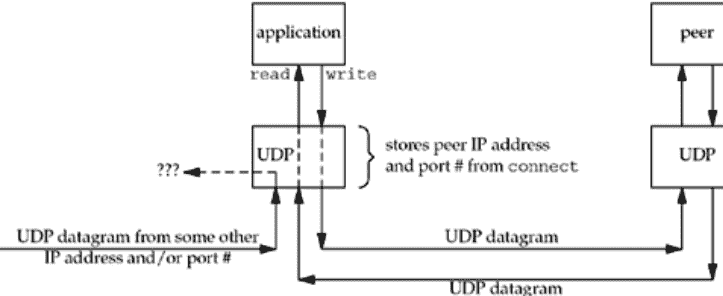 application
peer
read
write
UDP
stores peer IP address
and port # from connect
UDP
???
UDP datagram from some other
IP address and/or port #
UDP datagram
UDP datagram